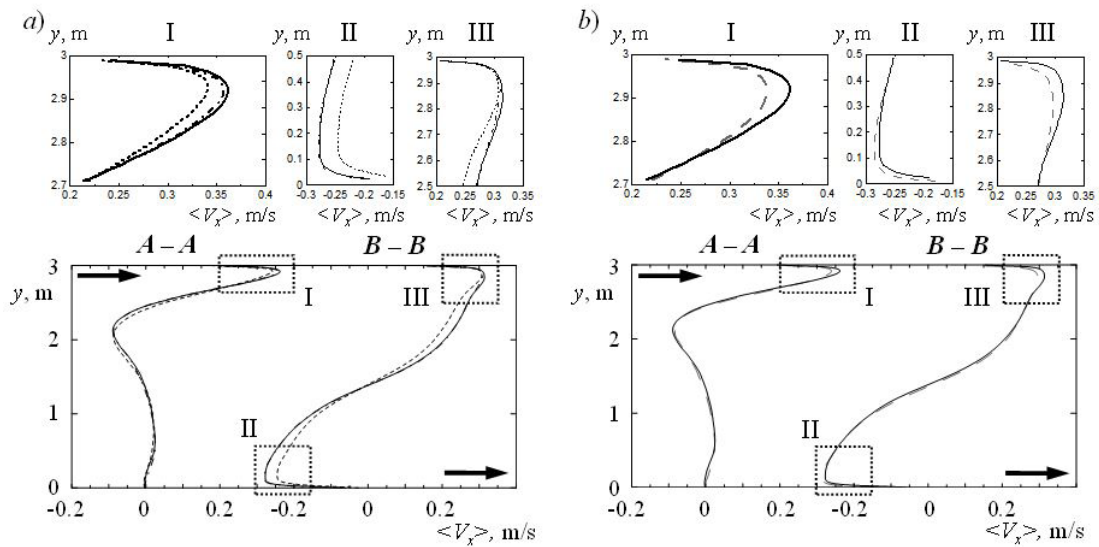 a)
y, m I
3
2.9
2.8
2.7
0.2 0.25 0.3 0.35 0.4
<Vx>, m/s
y, m II
0.5
0.4
0.3
0.2
0.1
0
-0.3 -0.25 -0.2 -0.15
<Vx>, m/s
y, m III
3
2.9
2.8
2.7
2.6
2.5
0.2 0.25 0.3 0.35
<Vx>, m/s
A – A B – B
3
y, m
2
1
0
I
III
II
-0.2 0 -0.2 0 0.2
<Vx>, m/s
b)
y, m I
3
2.9
2.8
2.7
0.2 0.25 0.3 0.35 0.4
<Vx>, m/s
y, m II
0.5
0.4
0.3
0.2
0.1
0
-0.3 -0.25 -0.2 -0.15
<Vx>, m/s
y, m III
3
2.9
2.8
2.7
2.6
2.5
0.2 0.25 0.3 0.35
<Vx>, m/s
A – A B – B
3
y, m
2
1
0
I
III
II
-0.2 0 -0.2 0 0.2
<Vx>, m/s